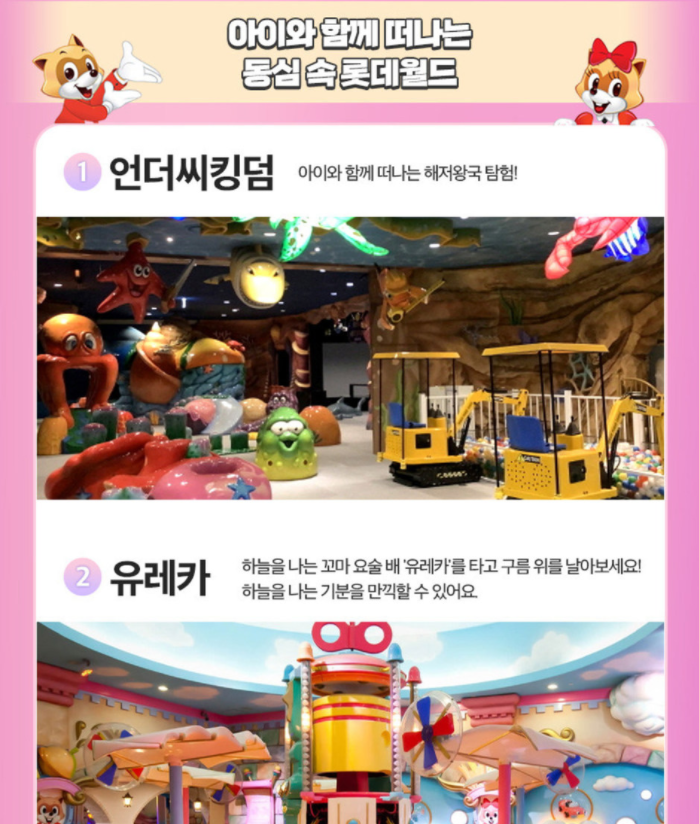 아이와 함께 떠나는
동심 속 롯데월드
1 언더씨킹덤 아이와 함께 떠나는 해저왕국 탐험!
2 유레카 하늘을 나는 꼬마 요술 배 '유레카'를 타고 구름 위를 날아보세요!
하늘을 나는 기분을 만끽할 수 있어요.